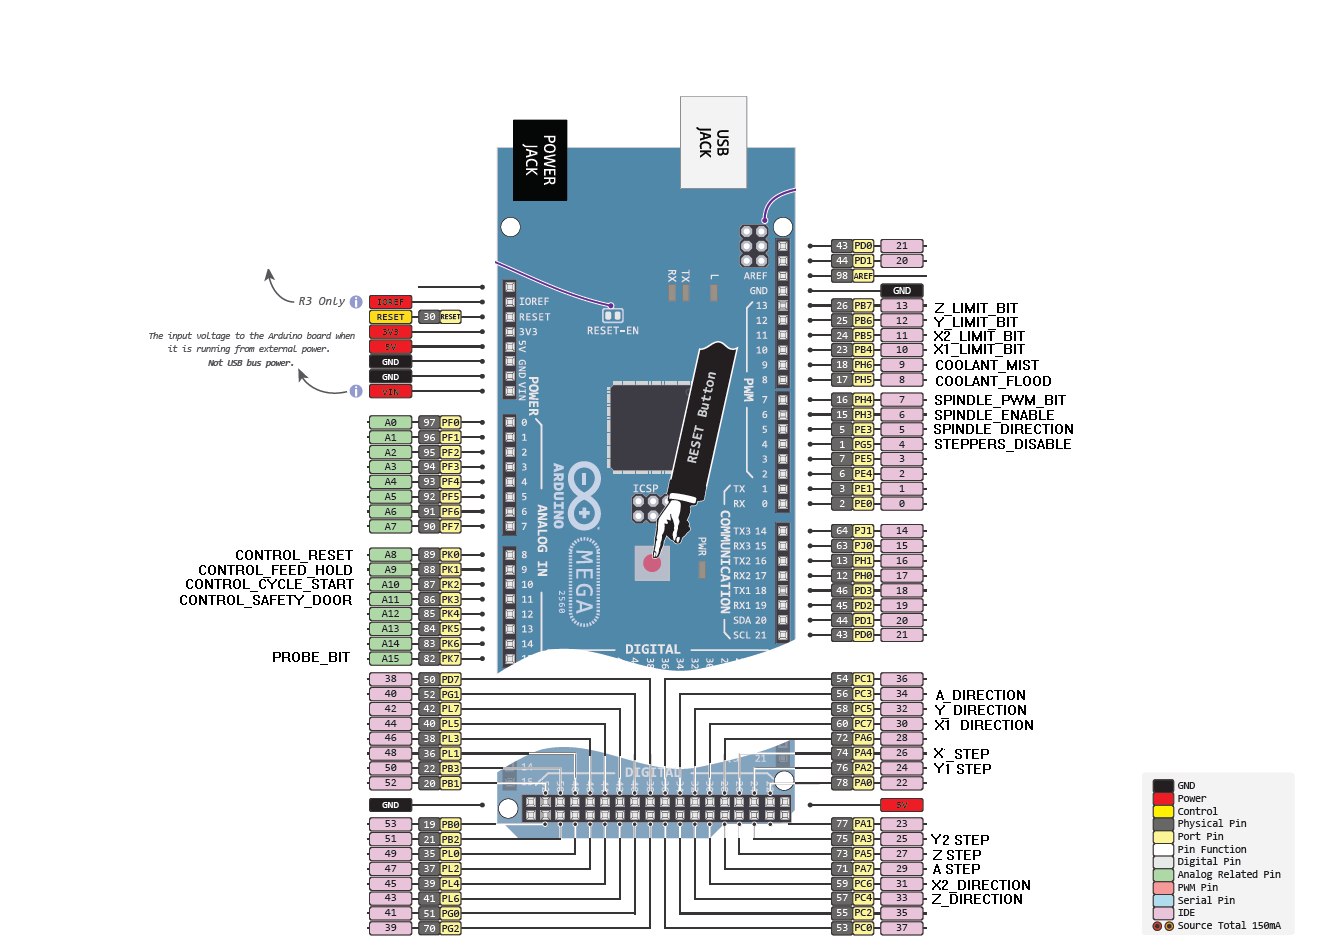 POWER JACK
USB JACK
R3 Only i
IOREF
RESET 30 RESET
3V3
The input voltage to the Arduino board when
it is running from external power.
Not USB bus power.
5V
GND
GND
i VIN
A0 97 PF0
A1 96 PF1
A2 95 PF2
A3 94 PF3
A4 93 PF4
A5 92 PF5
A6 91 PF6
A7 90 PF7
CONTROL_RESET A8 89 PK0
CONTROL_FEED_HOLD A9 88 PK1
CONTROL_CYCLE_START A10 87 PK2
CONTROL_SAFETY_DOOR A11 86 PK3
A12 85 PK4
A13 84 PK5
A14 83 PK6
PROBE_BIT A15 82 PK7
38 50 PD7
40 52 PG1
42 42 PL7
44 40 PL5
46 38 PL3
48 36 PL1
50 22 PB3
52 20 PB1
GND
53 19 PB0
51 21 PB2
49 35 PL0
47 37 PL2
45 39 PL4
43 41 PL6
41 51 PG0
39 70 PG2
IOREF
RESET
3V3
5V
GND
VIN
POWER
0
1
2
3
4
5
6
7
8
9
10
11
12
13
14
ANALOG IN
ARDUINO
MEGA
2560
RX
TX
L
RESET-EN
ICSP
RESET Button
PWR
AREF
GND
13
12
11
10
9
8
7
6
5
4
3
2
TX 1
RX 0
PWM
TX3 14
RX3 15
TX2 16
RX2 17
TX1 18
RX1 19
SDA 20
SCL 21
COMMUNICATION
DIGITAL
14
15
DIGITAL
21
43 PD0 21
44 PD1 20
98 AREF
GND
26 PB7 13 Z_LIMIT_BIT
25 PB6 12 Y_LIMIT_BIT
24 PB5 11 X2_LIMIT_BIT
23 PB4 10 X1_LIMIT_BIT
18 PH6 9 COOLANT_MIST
17 PH5 8 COOLANT_FLOOD
16 PH4 7 SPINDLE_PWM_BIT
15 PH3 6 SPINDLE_ENABLE
5 PE3 5 SPINDLE_DIRECTION
1 PG5 4 STEPPERS_DISABLE
7 PE5 3
6 PE4 2
3 PE1 1
2 PE0 0
64 PJ1 14
63 PJ0 15
13 PH1 16
12 PH0 17
46 PD3 18
45 PD2 19
44 PD1 20
43 PD0 21
54 PC1 36
56 PC3 34 A_DIRECTION
58 PC5 32 Y_DIRECTION
60 PC7 30 X1 DIRECTION
72 PA6 28
74 PA4 26 X_STEP
76 PA2 24 Y1 STEP
78 PA0 22
5V
77 PA1 23
75 PA3 25 Y2 STEP
73 PA5 27 Z STEP
71 PA7 29 A STEP
59 PC6 31 X2_DIRECTION
57 PC4 33 Z_DIRECTION
55 PC2 35
53 PC0 37
GND
Power
Control
Physical Pin
Port Pin
Pin Function
Digital Pin
Analog Related Pin
PWM Pin
Serial Pin
IDE
Source Total 150mA